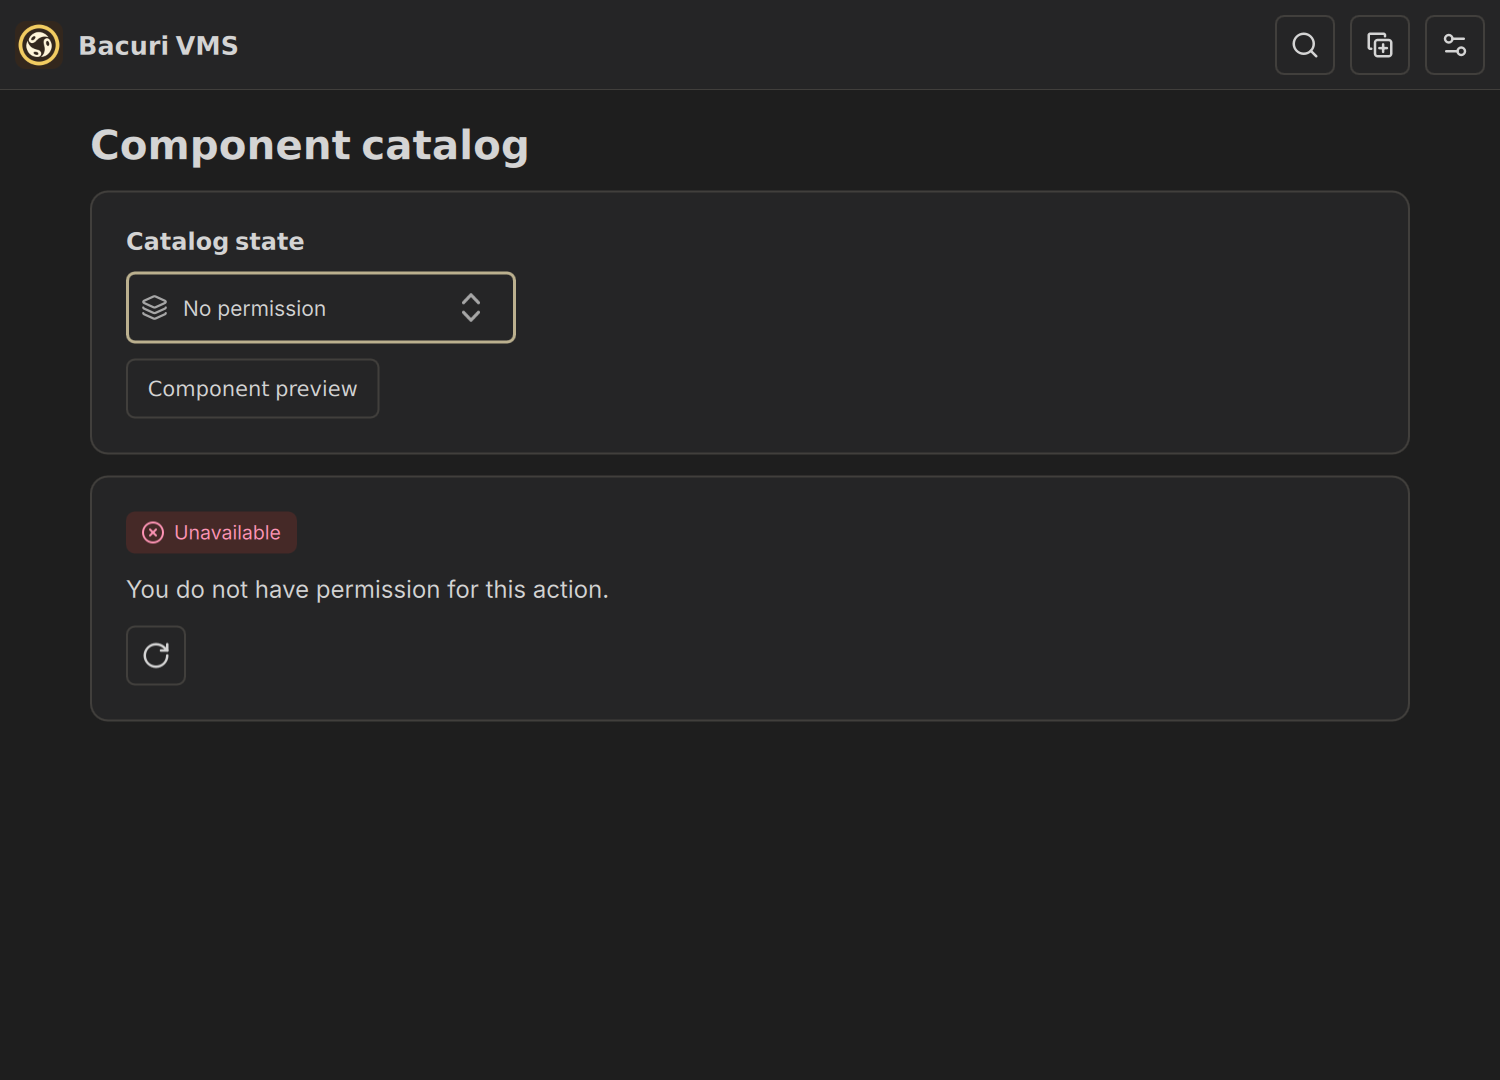 Bacuri VMS
Component catalog
Catalog state
No permission
Component preview
Unavailable
You do not have permission for this action.